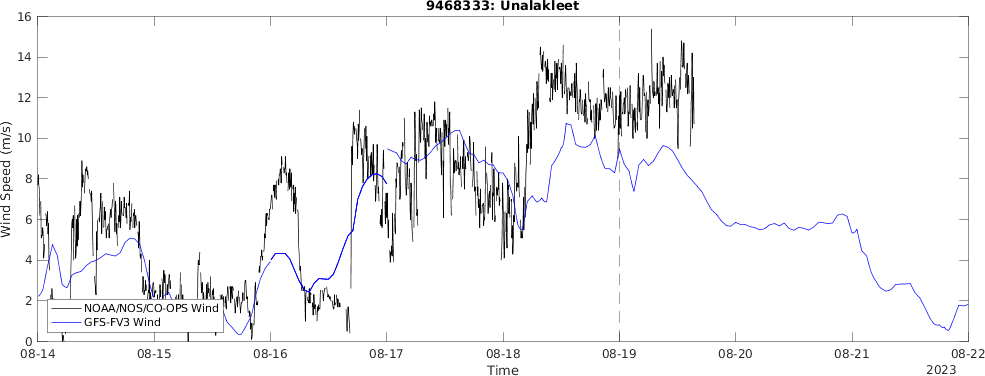 9468333: Unalakleet
16
14
12
10
8
6
4
2
0
Wind Speed (m/s)
NOAA/NOS/CO-OPS Wind
GFS-FV3 Wind
08-14 08-15 08-16 08-17 08-18 08-19 08-20 08-21 08-22
Time
2023